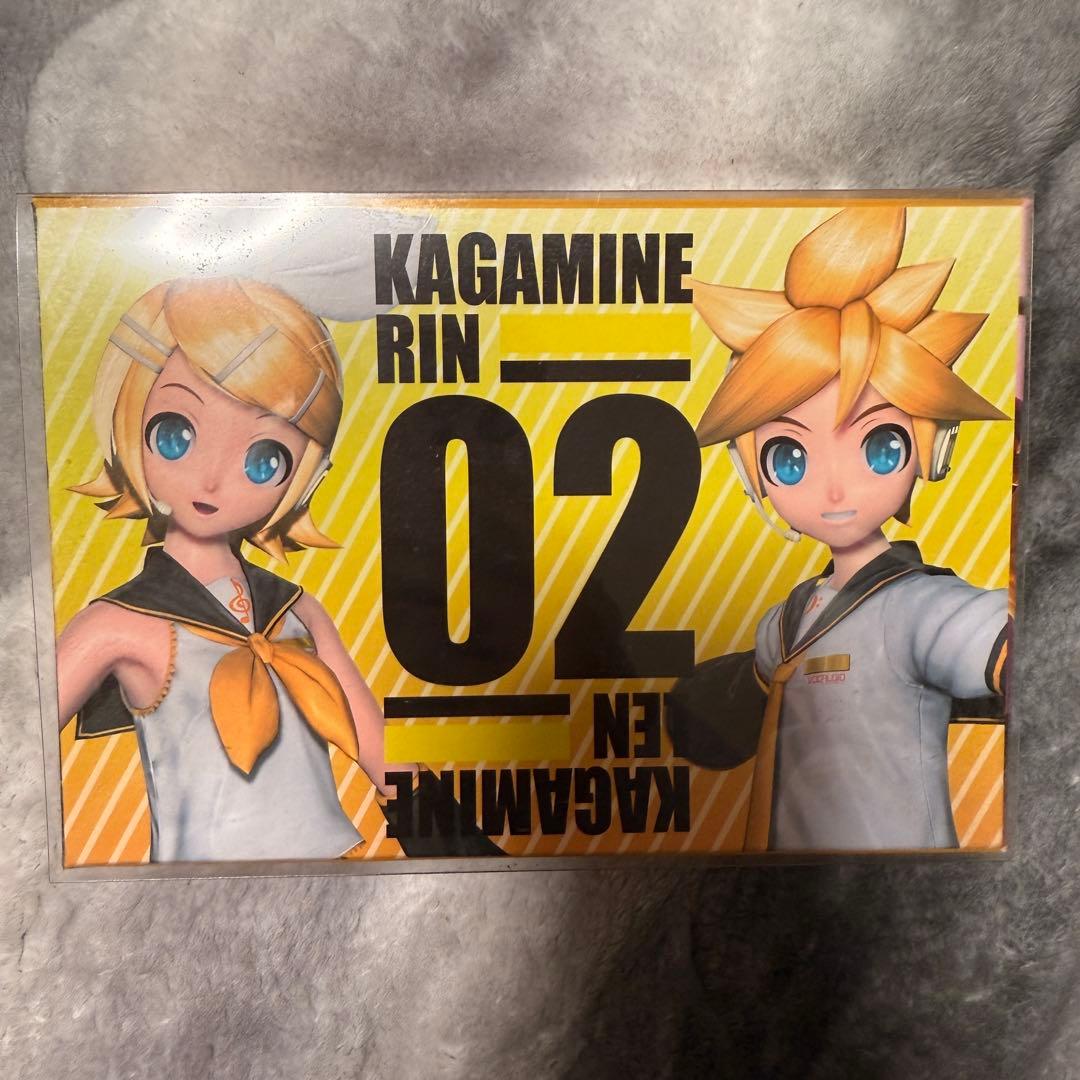 KAGAMINE
RIN
02
LEN
KAGAMINE
VOCALOID